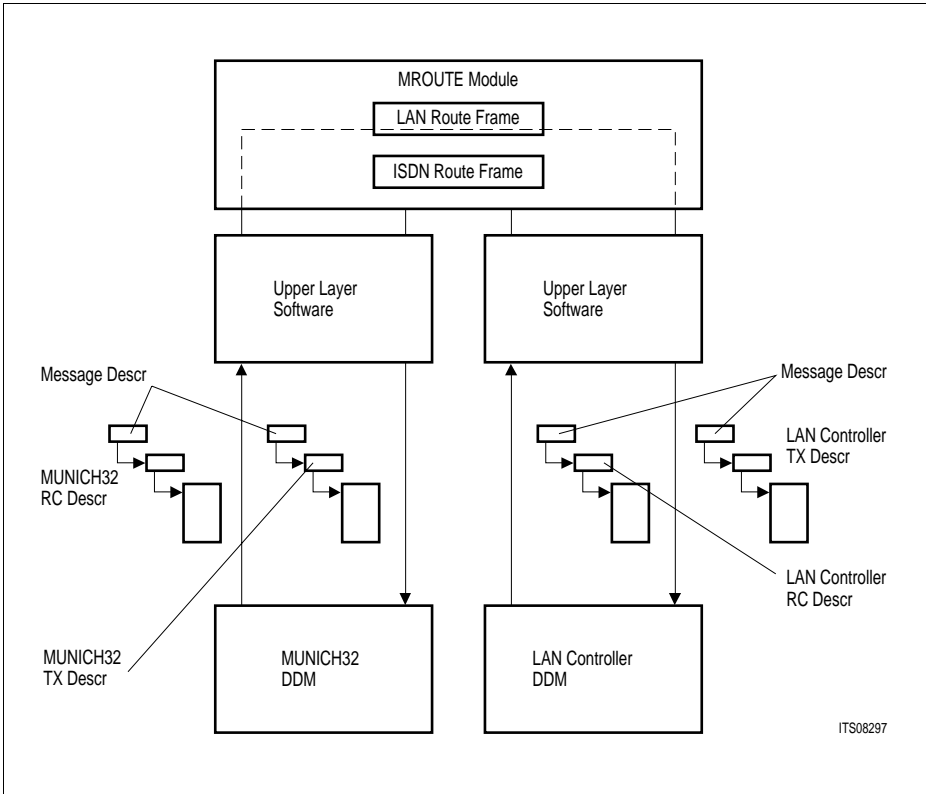 MROUTE Module
LAN Route Frame
ISDN Route Frame
Upper Layer
Software
Upper Layer
Software
Message Descr
Message Descr
MUNICH32
RC Descr
LAN Controller
TX Descr
LAN Controller
RC Descr
MUNICH32
TX Descr
MUNICH32
DDM
LAN Controller
DDM
ITS08297